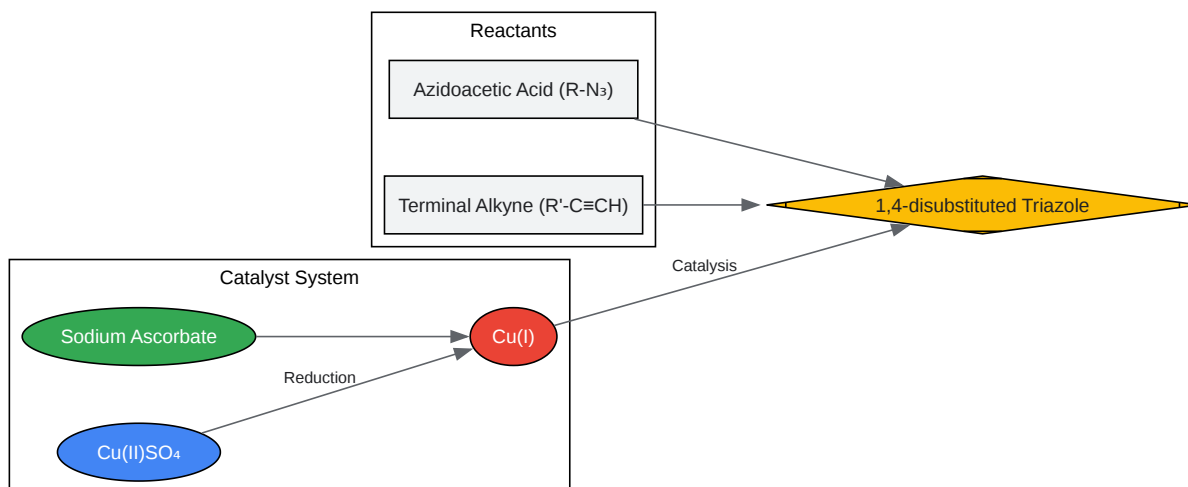 Reactants
Azidoacetic Acid (R-N₃)
Terminal Alkyne (R'-C≡CH)
1,4-disubstituted Triazole
Catalysis
Catalyst System
Sodium Ascorbate
Cu(I)
Reduction
Cu(II)SO₄